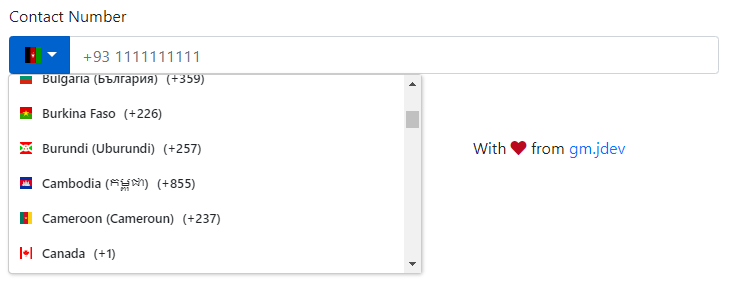 Contact Number
+93 1111111111
Bulgaria (България) (+359)
Burkina Faso (+226)
Burundi (Uburundi) (+257)
With ❤ from gm.jdev
Cambodia (កម្ពុជា) (+855)
Cameroon (Cameroun) (+237)
Canada (+1)